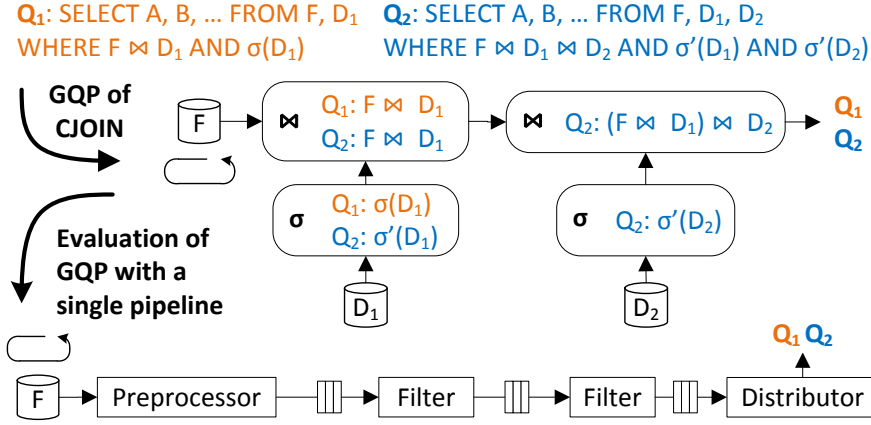 Q1: SELECT A, B, ... FROM F, D1
WHERE F ⋈ D1 AND σ(D1)
Q2: SELECT A, B, ... FROM F, D1, D2
WHERE F ⋈ D1 ⋈ D2 AND σ’(D1) AND σ’(D2)
GQP of
CJOIN
F
⋈
Q1: F ⋈ D1
Q2: F ⋈ D1
⋈
Q2: (F ⋈ D1) ⋈ D2
Q1
Q2
σ
Q1: σ(D1)
Q2: σ’(D1)
σ
Q2: σ’(D2)
D1
D2
Evaluation of
GQP with a
single pipeline
Q1 Q2
F
Preprocessor
Filter
Filter
Distributor